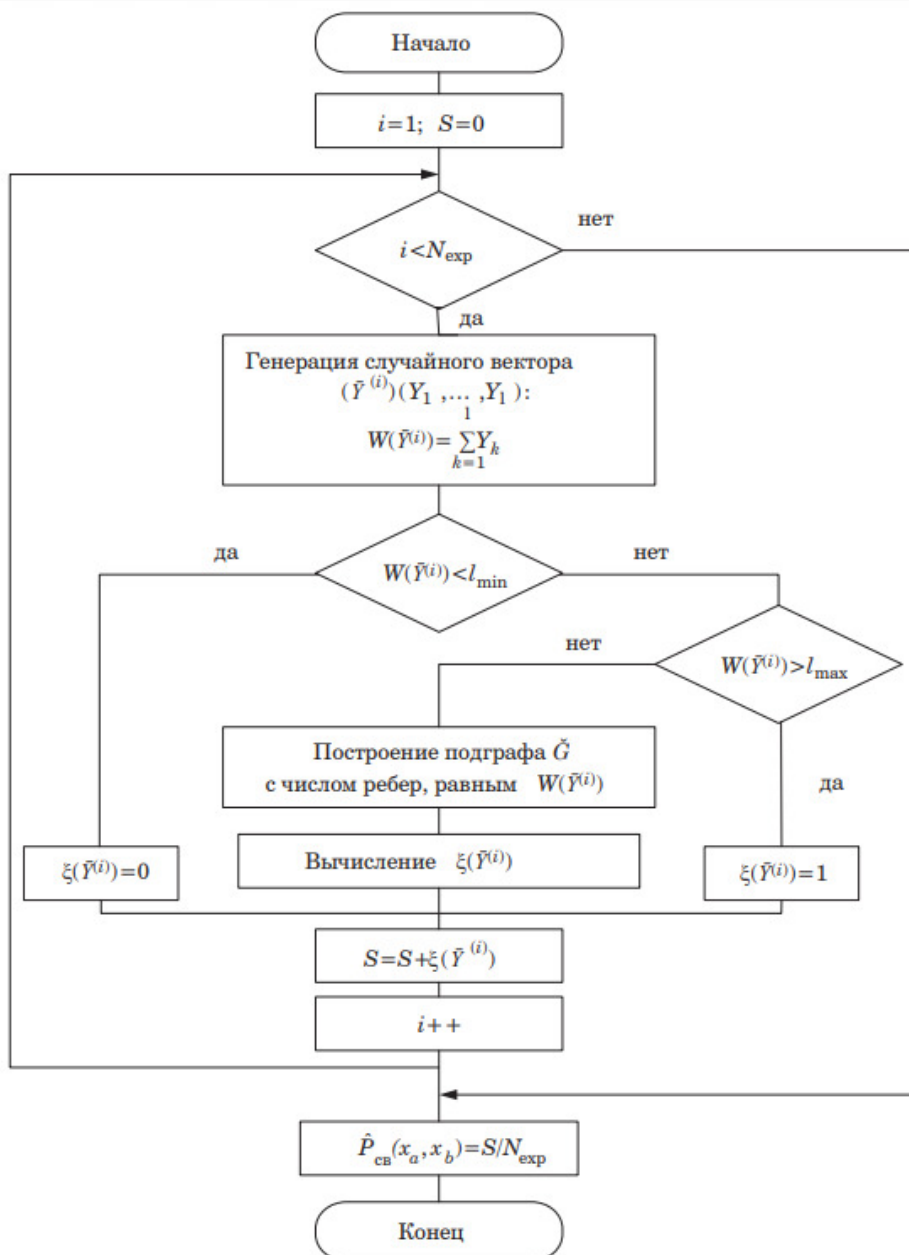 Начало
i=1; S=0
нет
i<N_exp
да
Генерация случайного вектора
(Ȳ^(i))(Y_1 ,… ,Y_1 ):
1
W(Ȳ^(i))= ∑Y_k
k=1
да
нет
W(Ȳ^(i))<l_min
нет
W(Ȳ^(i))>l_max
Построение подграфа Ğ
с числом ребер, равным W(Ȳ^(i))
да
Вычисление ξ(Ȳ^(i))
ξ(Ȳ^(i))=0
ξ(Ȳ^(i))=1
S=S+ξ(Ȳ^(i))
i++
P̂_св(x_a,x_b)=S/N_exp
Конец